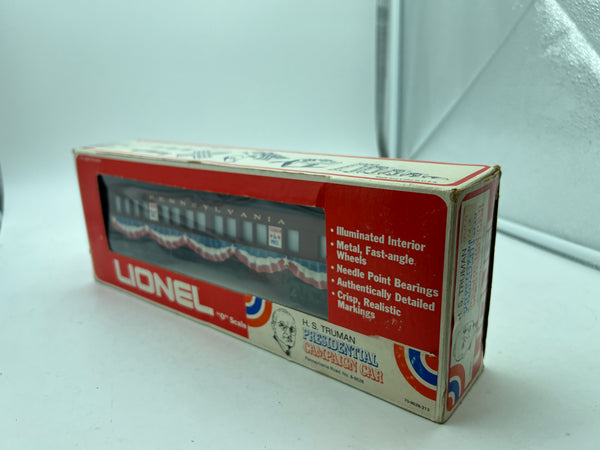 PENNSYLVANIA
• Illuminated Interior
• Metal, Fast-angle
Wheels
• Needle Point Bearings
• Authentically Detailed
• Crisp, Realistic
Markings
LIONEL
"O" Scale
H. S. TRUMAN
PRESIDENTIAL
CAMPAIGN CAR